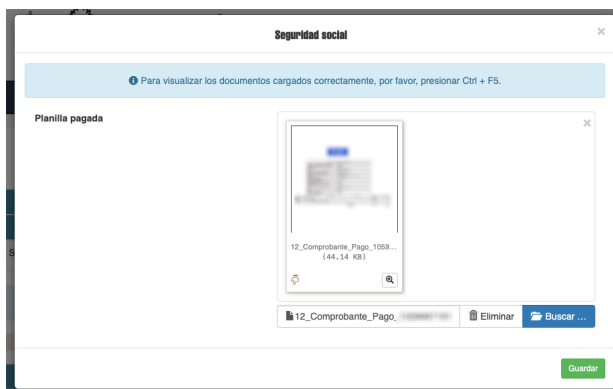 Seguridad social
×
Para visualizar los documentos cargados correctamente, por favor, presionar Ctrl + F5.
Planilla pagada
×
12_Comprobante_Pago_1059...
(44.14 KB)
12_Comprobante_Pago_
Eliminar
Buscar ...
Guardar